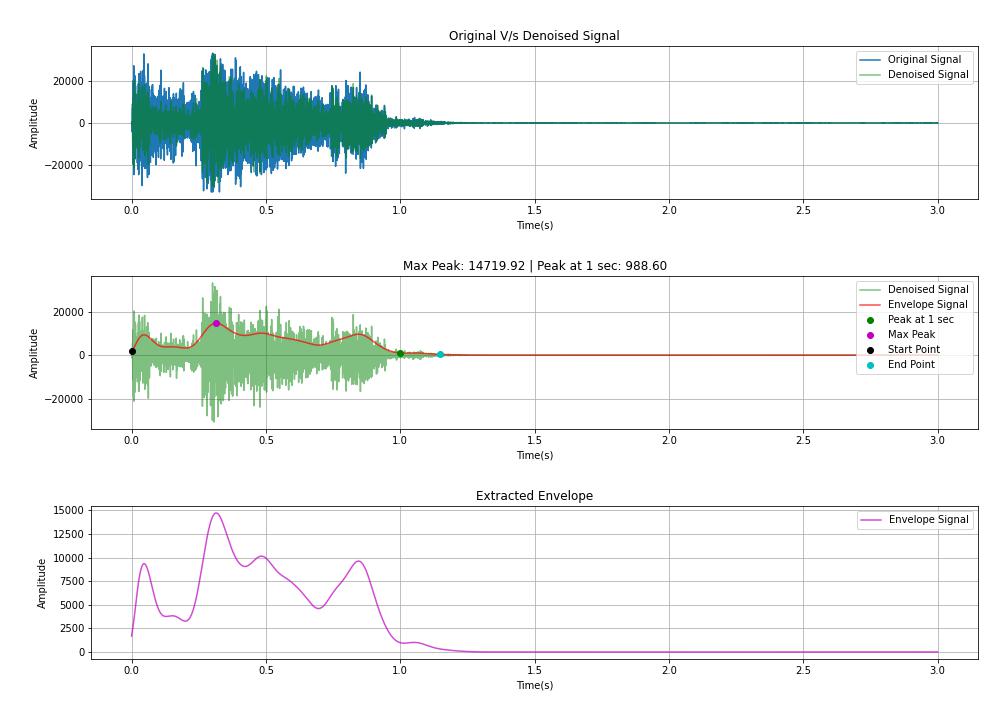 Original V/s Denoised Signal
Amplitude
20000
0
−20000
Original Signal
Denoised Signal
0.0 0.5 1.0 1.5 2.0 2.5 3.0
Time(s)
Max Peak: 14719.92 | Peak at 1 sec: 988.60
Amplitude
20000
0
−20000
Denoised Signal
Envelope Signal
Peak at 1 sec
Max Peak
Start Point
End Point
0.0 0.5 1.0 1.5 2.0 2.5 3.0
Time(s)
Extracted Envelope
Amplitude
15000
12500
10000
7500
5000
2500
0
Envelope Signal
0.0 0.5 1.0 1.5 2.0 2.5 3.0
Time(s)